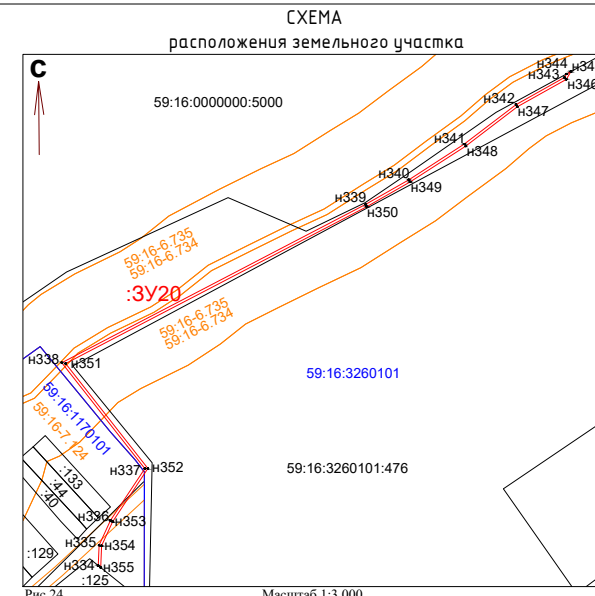 СХЕМА
расположения земельного участка
С
59:16:0000000:5000
н344
н343
н346
н342
н347
н341
н348
н340
н349
н339
н350
59:16-6.735
59:16-6.734
:ЗУ20
59:16-6.735
59:16-6.734
н338
н351
59:16:3260101
59:16:1170101
59:16-7.124
н337
н352
59:16:3260101:476
:133
:44
:40
н336
н353
н335
н354
:129
н334
н355
:125
Рис.24
Масштаб 1:3 000